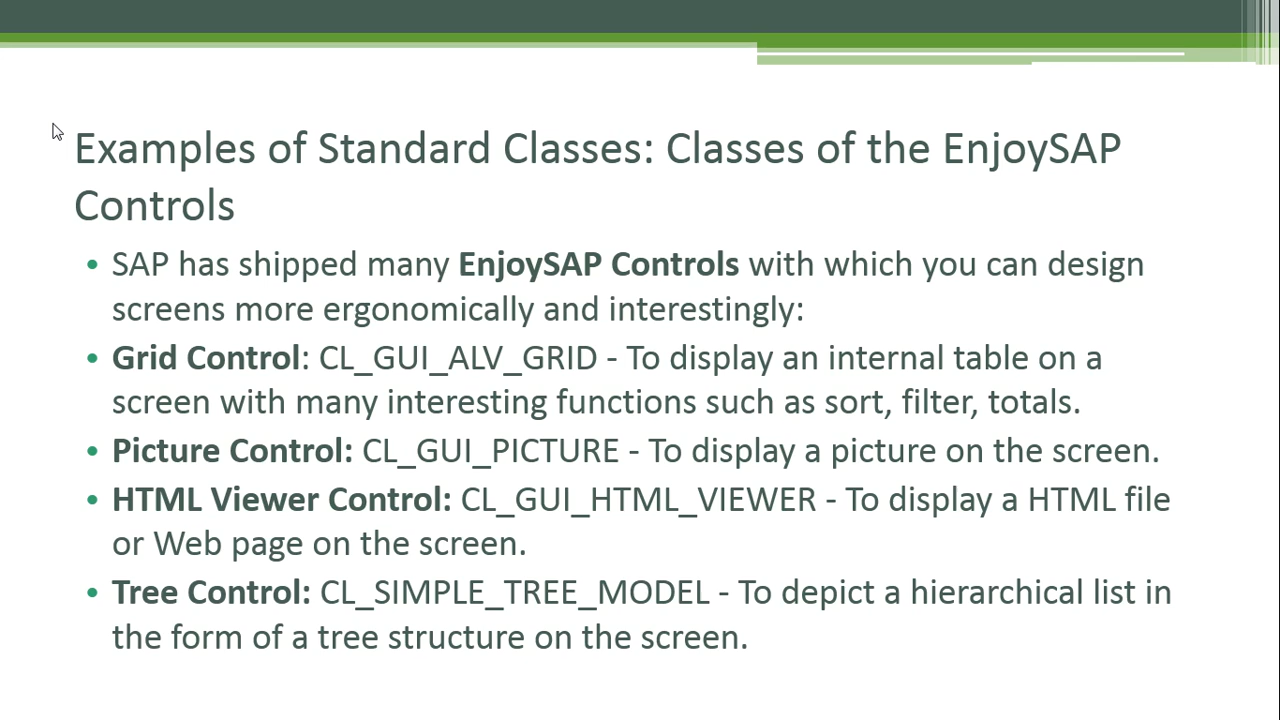 Examples of Standard Classes: Classes of the EnjoySAP
Controls
• SAP has shipped many EnjoySAP Controls with which you can design
screens more ergonomically and interestingly:
• Grid Control: CL_GUI_ALV_GRID - To display an internal table on a
screen with many interesting functions such as sort, filter, totals.
• Picture Control: CL_GUI_PICTURE - To display a picture on the screen.
• HTML Viewer Control: CL_GUI_HTML_VIEWER - To display a HTML file
or Web page on the screen.
• Tree Control: CL_SIMPLE_TREE_MODEL - To depict a hierarchical list in
the form of a tree structure on the screen.